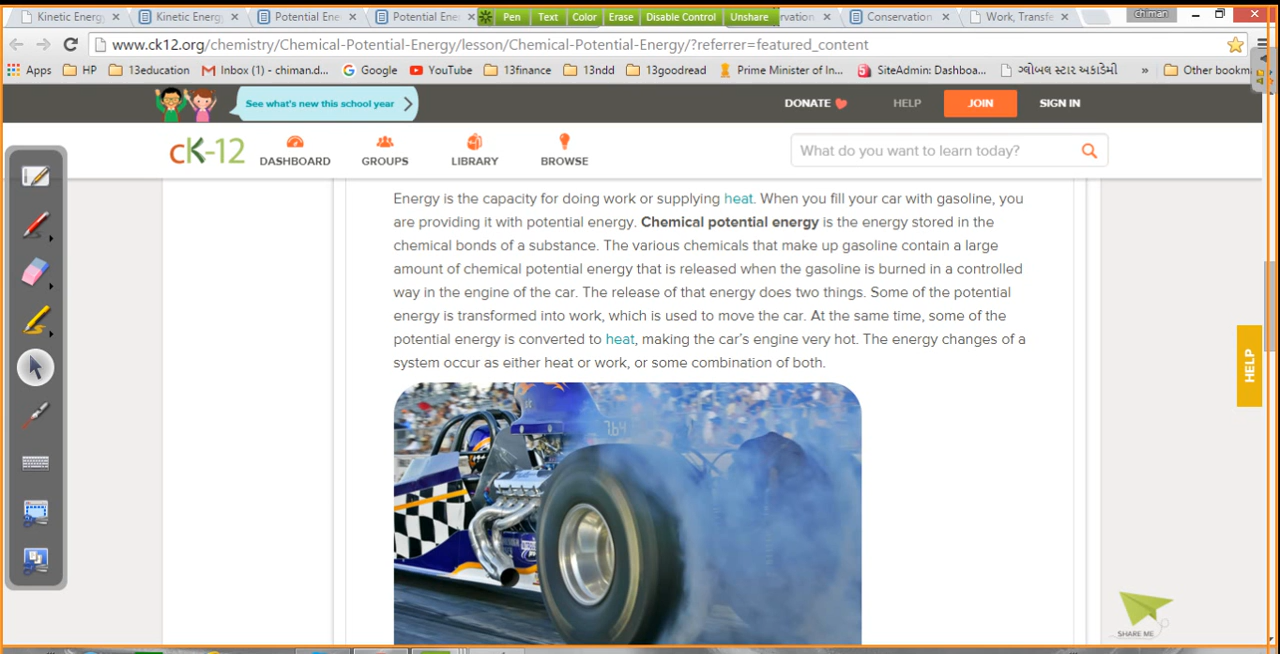 Kinetic Energy
Kinetic Energy
Potential Ene
Potential Ene
Pen
Text
Color
Erase
Disable Control
Unshare
rvation
Conservation
Work, Transfe
chiman
www.ck12.org/chemistry/Chemical-Potential-Energy/lesson/Chemical-Potential-Energy/?referrer=featured_content
Apps
HP
13education
Inbox (1) - chiman.d...
Google
YouTube
13finance
13ndd
13goodread
Prime Minister of In...
SiteAdmin: Dashboa...
ગ્લોબલ સ્ટાર અકાડેમી
»
Other bookm
See what's new this school year
DONATE
HELP
JOIN
SIGN IN
cK-12
DASHBOARD
GROUPS
LIBRARY
BROWSE
What do you want to learn today?
Energy is the capacity for doing work or supplying heat. When you fill your car with gasoline, you
are providing it with potential energy. Chemical potential energy is the energy stored in the
chemical bonds of a substance. The various chemicals that make up gasoline contain a large
amount of chemical potential energy that is released when the gasoline is burned in a controlled
way in the engine of the car. The release of that energy does two things. Some of the potential
energy is transformed into work, which is used to move the car. At the same time, some of the
potential energy is converted to heat, making the car's engine very hot. The energy changes of a
system occur as either heat or work, or some combination of both.
764
HELP
SHARE ME